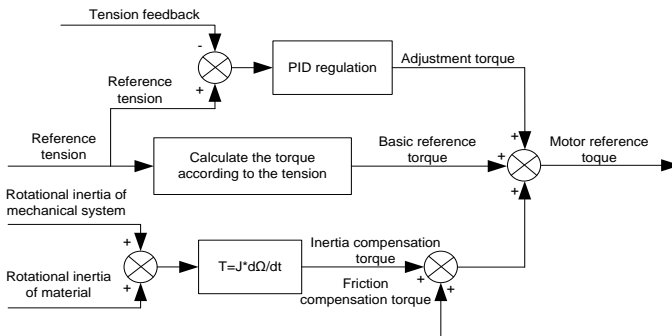 Tension feedback
-
+
PID regulation
Adjustment torque
Reference
tension
Reference
tension
Calculate the torque
according to the tension
Basic reference
torque
+
+
+
Motor reference
toque
Rotational inertia of
mechanical system
+
+
Rotational inertia
of material
T=J*dΩ/dt
Inertia compensation
torque
Friction
compensation torque
+
+